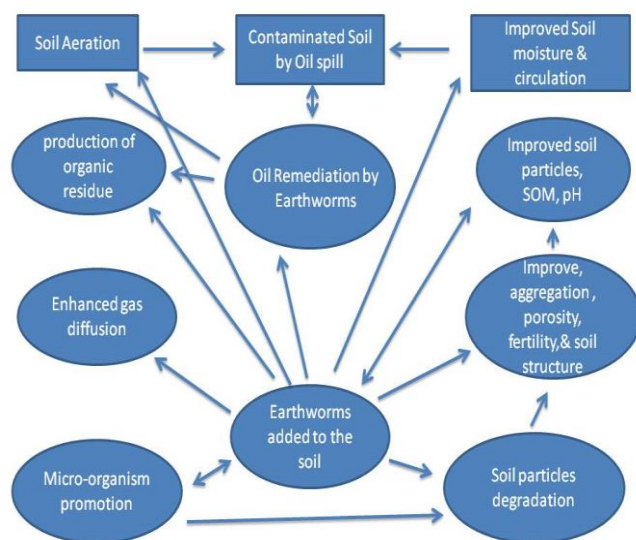 Soil Aeration
Contaminated Soil
by Oil spill
Improved Soil
moisture &
circulation
production of
organic
residue
Oil Remediation by
Earthworms
Improved soil
particles,
SOM, pH
Enhanced gas
diffusion
Improve,
aggregation ,
porosity,
fertility,& soil
structure
Earthworms
added to the
soil
Micro-organism
promotion
Soil particles
degradation